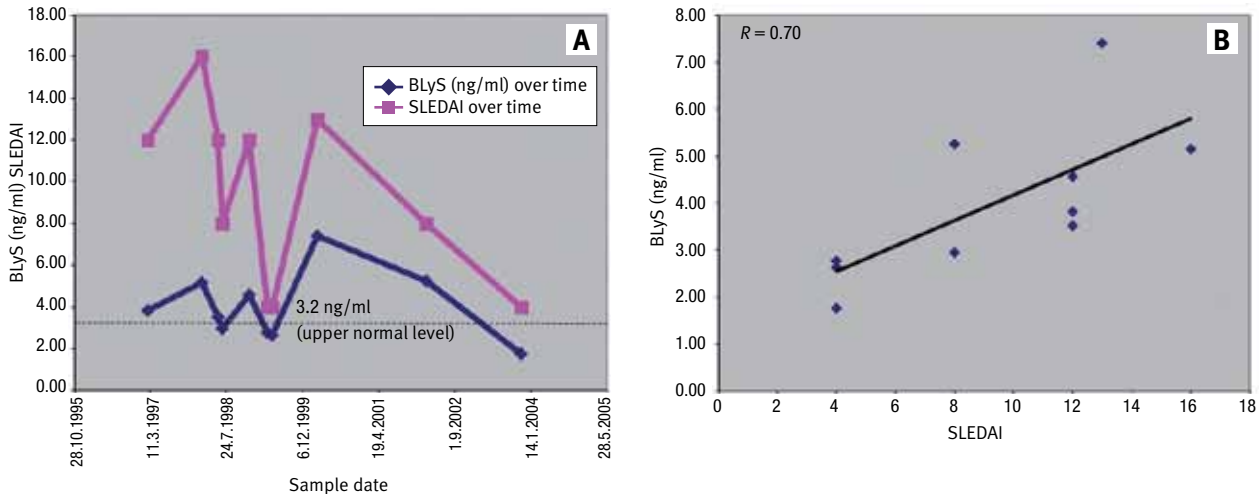 18.00
16.00
14.00
12.00
10.00
8.00
6.00
4.00
2.00
0.00
BLyS (ng/ml) SLEDAI
A
BLyS (ng/ml) over time
SLEDAI over time
3.2 ng/ml
(upper normal level)
28.10.1995
11.3.1997
24.7.1998
6.12.1999
19.4.2001
1.9.2002
14.1.2004
28.5.2005
Sample date
8.00
7.00
6.00
5.00
4.00
3.00
2.00
1.00
0.00
BLyS (ng/ml)
R = 0.70
B
0 2 4 6 8 10 12 14 16 18
SLEDAI